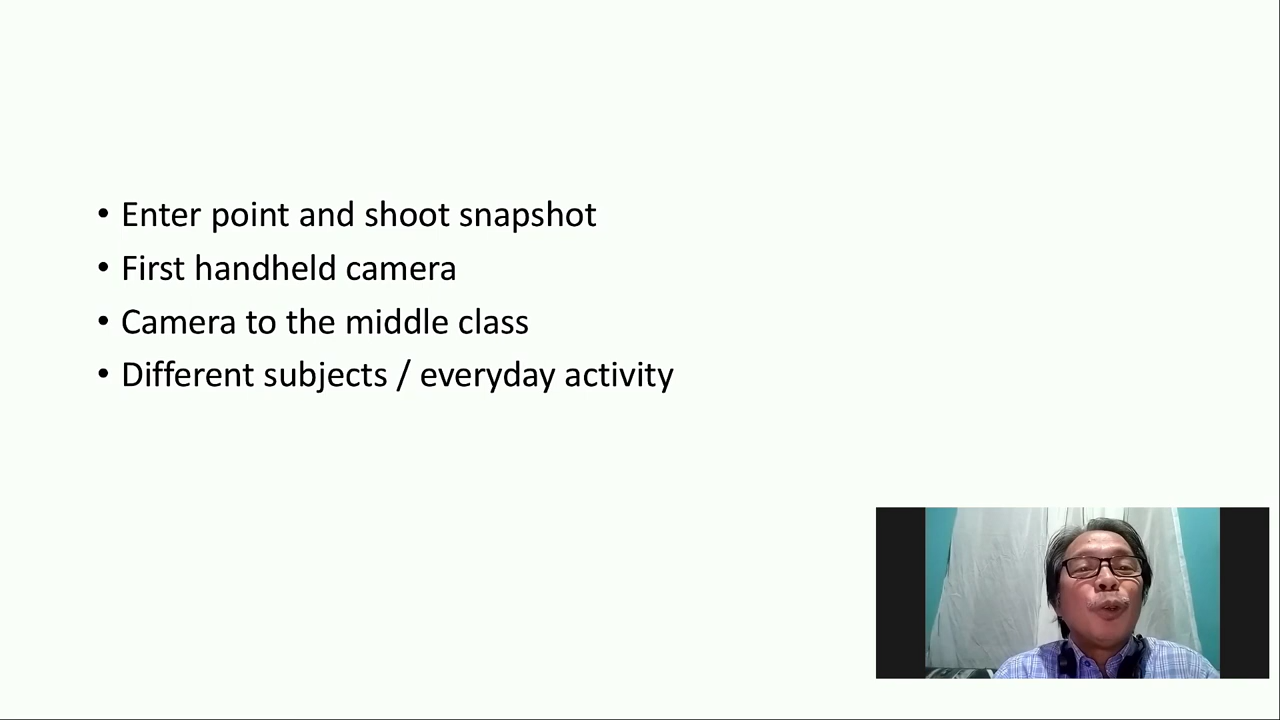 • Enter point and shoot snapshot
• First handheld camera
• Camera to the middle class
• Different subjects / everyday activity